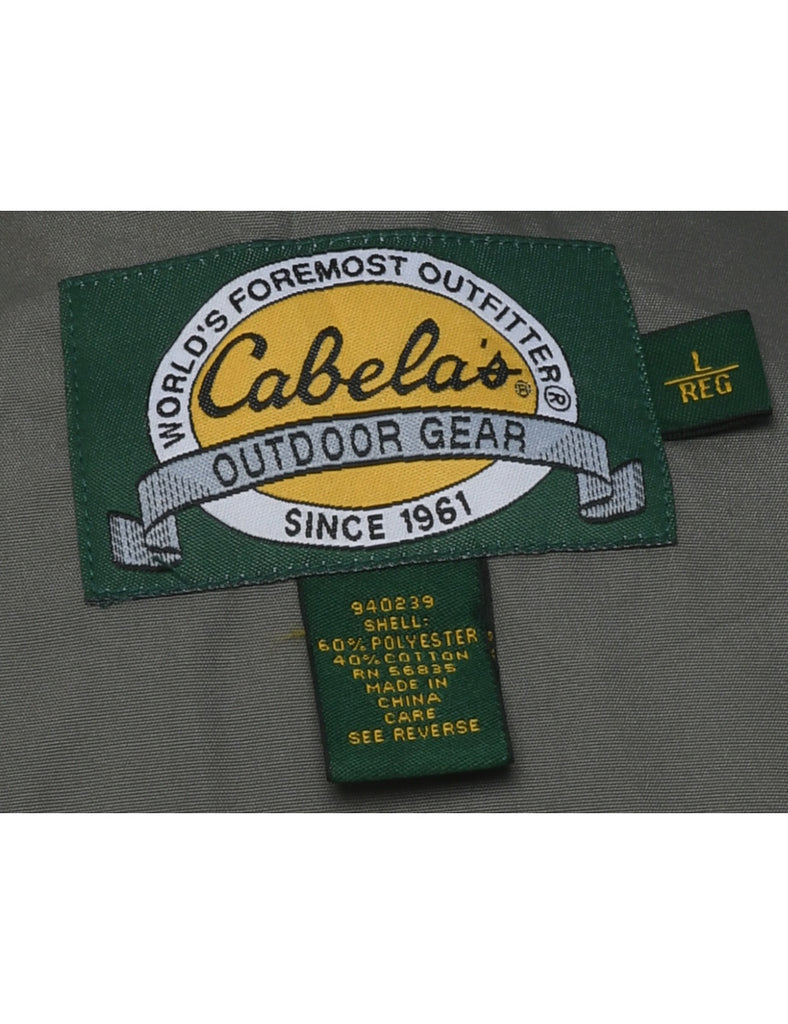 WORLD'S FOREMOST OUTFITTER®
Cabela's®
OUTDOOR GEAR
SINCE 1961
L
REG
940239
SHELL:
60% POLYESTER
40% COTTON
RN 56835
MADE IN
CHINA
CARE
SEE REVERSE